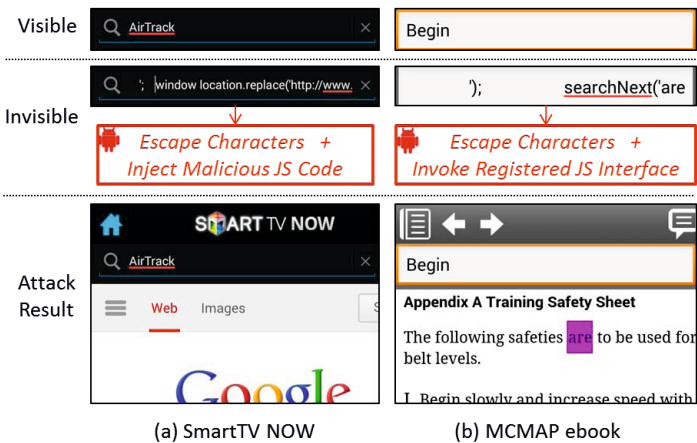 Visible
AirTrack
Begin
Invisible
'; window location.replace('http://www.
'); searchNext('are
Escape Characters +
Inject Malicious JS Code
Escape Characters +
Invoke Registered JS Interface
Attack
Result
SMART TV NOW
AirTrack
Web Images S
Google
Begin
Appendix A Training Safety Sheet
The following safeties are to be used for
belt levels.
I. Begin slowly and increase speed with
(a) SmartTV NOW
(b) MCMAP ebook